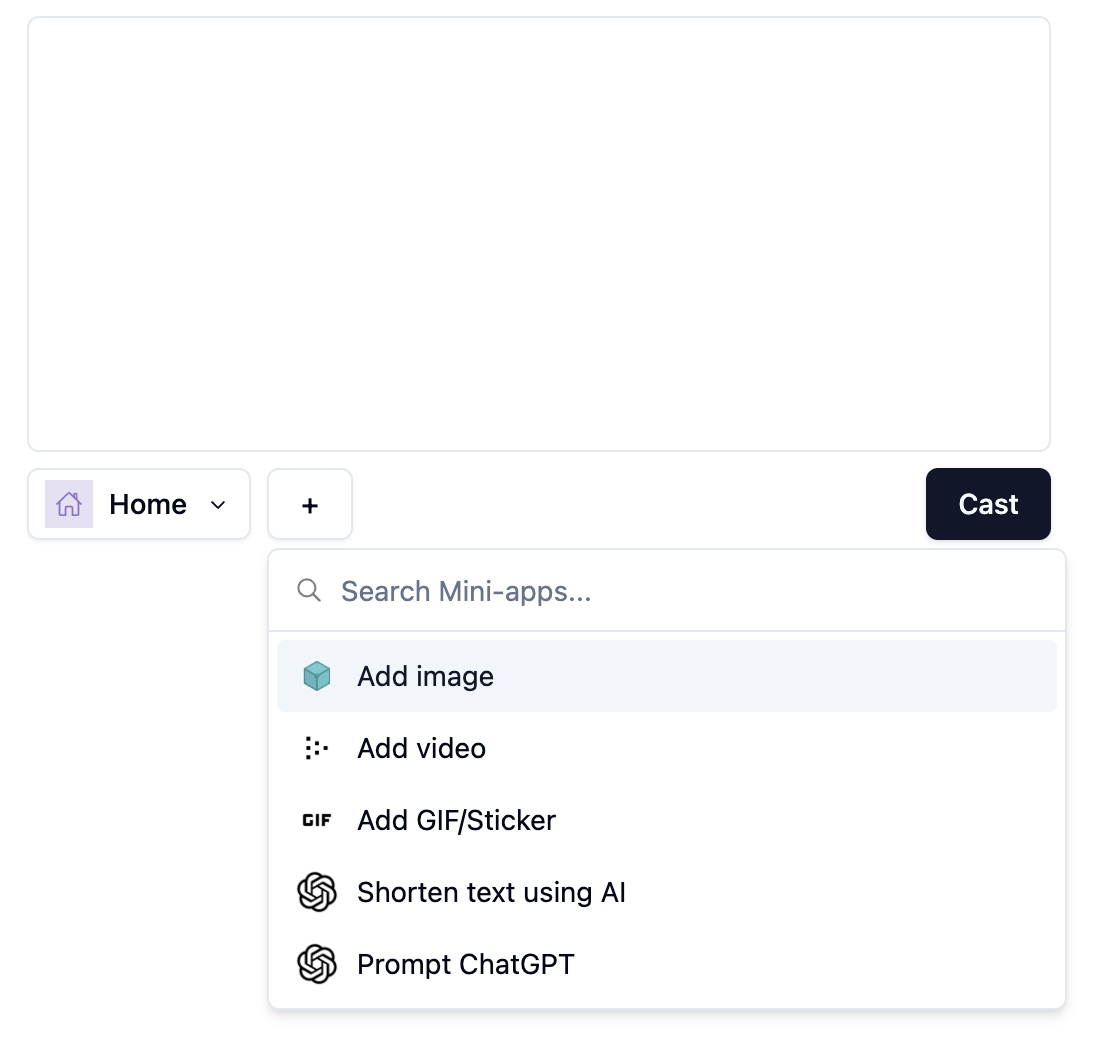 Home
+
Cast
Search Mini-apps...
Add image
Add video
GIF Add GIF/Sticker
Shorten text using AI
Prompt ChatGPT